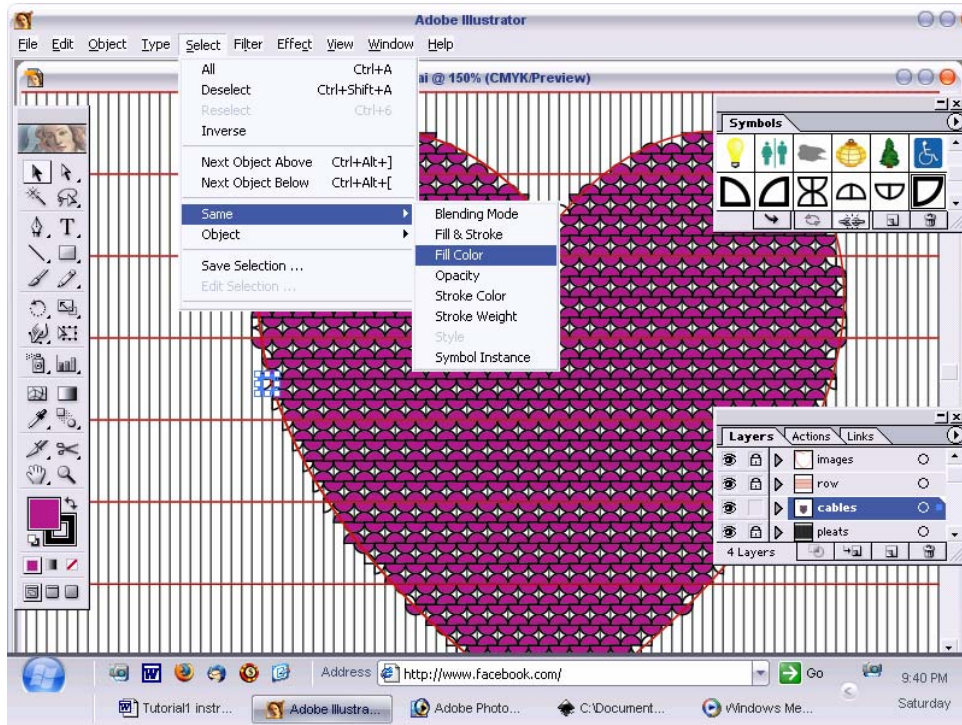 Adobe Illustrator
File Edit Object Type Select Filter Effect View Window Help
ai @ 150% (CMYK/Preview)
All Ctrl+A
Deselect Ctrl+Shift+A
Reselect Ctrl+6
Inverse
Next Object Above Ctrl+Alt+]
Next Object Below Ctrl+Alt+[
Same
Object
Save Selection ...
Edit Selection ...
Blending Mode
Fill & Stroke
Fill Color
Opacity
Stroke Color
Stroke Weight
Style
Symbol Instance
Symbols
T
Layers Actions Links
images
row
cables
pleats
4 Layers
Address http://www.facebook.com/ Go 9:40 PM
Tutorial1 instr... Adobe Illustra... Adobe Photo... C:\Document... Windows Me... Saturday